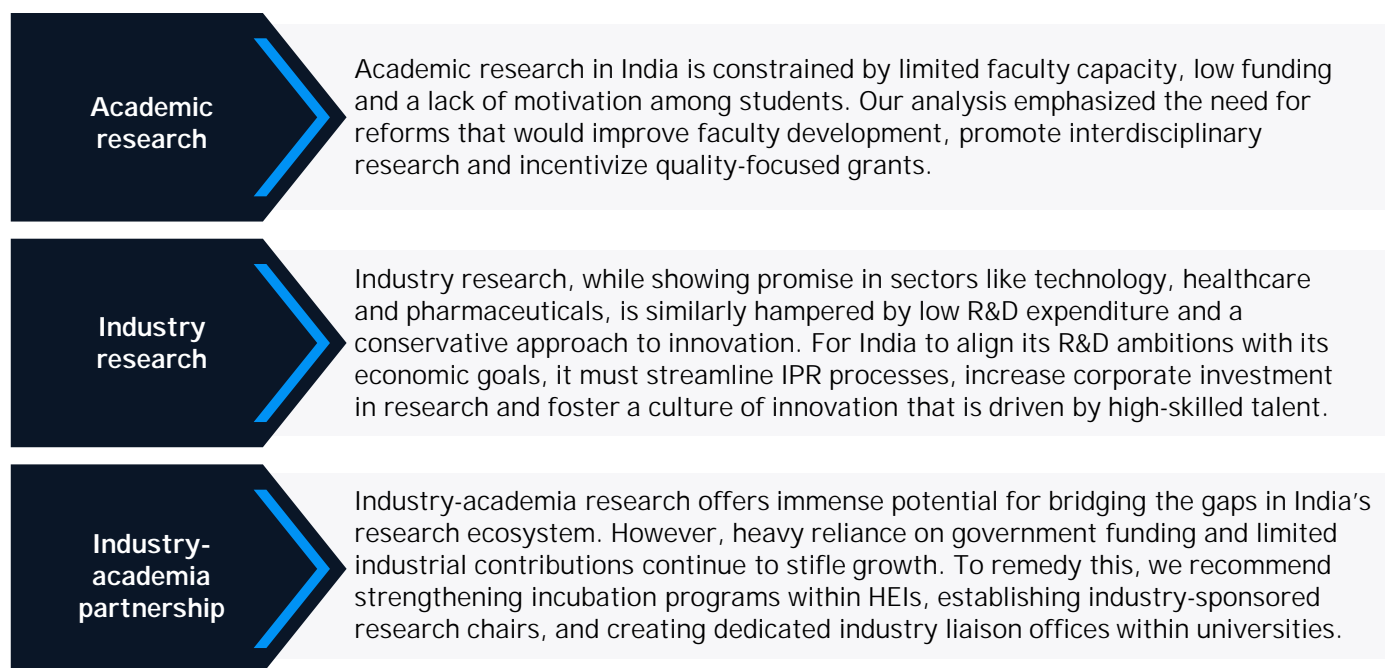 Academic
research
Academic research in India is constrained by limited faculty capacity, low funding
and a lack of motivation among students. Our analysis emphasized the need for
reforms that would improve faculty development, promote interdisciplinary
research and incentivize quality-focused grants.
Industry
research
Industry research, while showing promise in sectors like technology, healthcare
and pharmaceuticals, is similarly hampered by low R&D expenditure and a
conservative approach to innovation. For India to align its R&D ambitions with its
economic goals, it must streamline IPR processes, increase corporate investment
in research and foster a culture of innovation that is driven by high-skilled talent.
Industry-
academia
partnership
Industry-academia research offers immense potential for bridging the gaps in India’s
research ecosystem. However, heavy reliance on government funding and limited
industrial contributions continue to stifle growth. To remedy this, we recommend
strengthening incubation programs within HEIs, establishing industry-sponsored
research chairs, and creating dedicated industry liaison offices within universities.